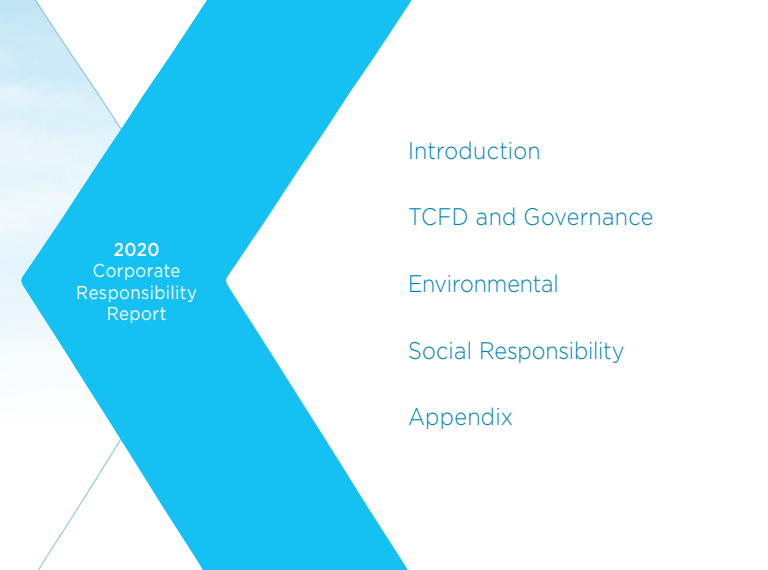 2020
Corporate
Responsibility
Report
Introduction
TCFD and Governance
Environmental
Social Responsibility
Appendix